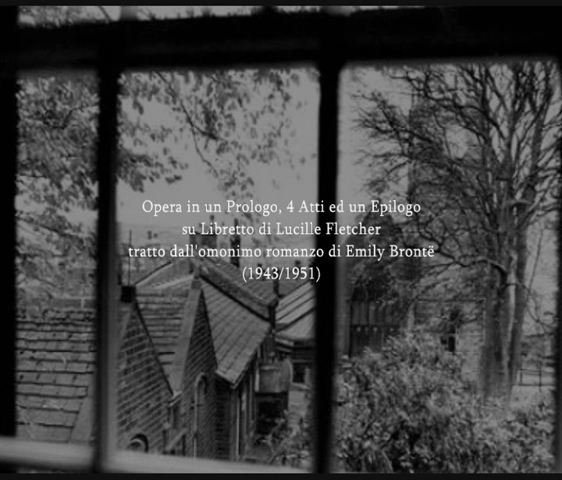 Opera in un Prologo, 4 Atti ed un Epilogo
su Libretto di Lucille Fletcher
tratto dall'omonimo romanzo di Emily Brontë
(1943/1951)